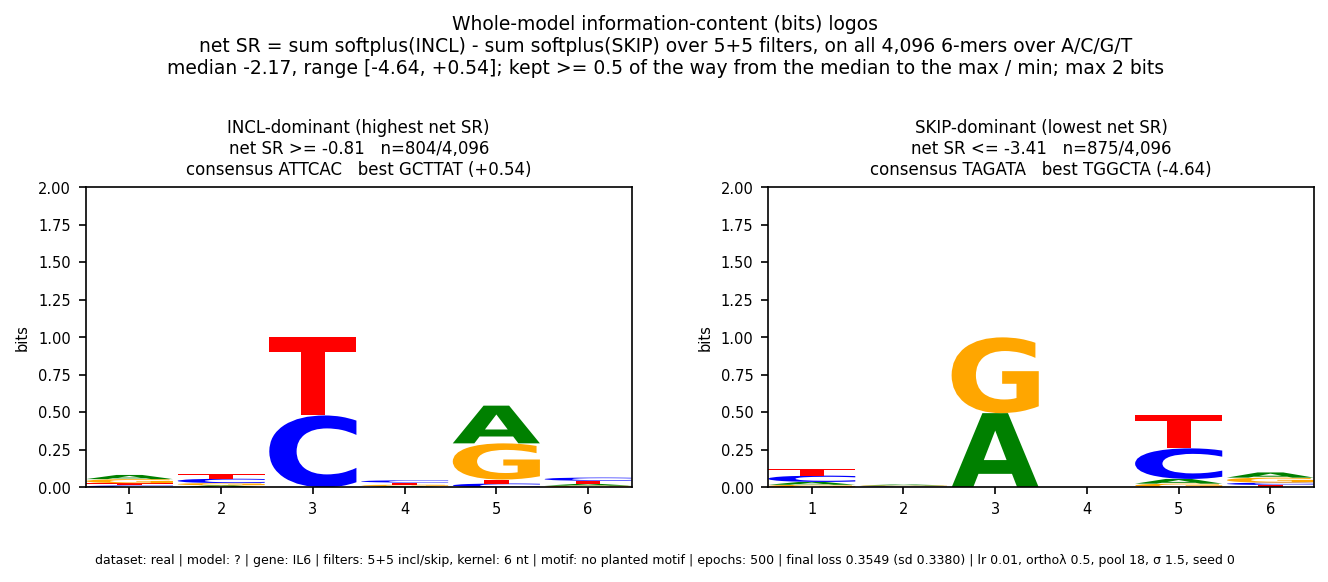 Whole-model information-content (bits) logos
net SR = sum softplus(INCL) - sum softplus(SKIP) over 5+5 filters, on all 4,096 6-mers over A/C/G/T
median -2.17, range [-4.64, +0.54]; kept >= 0.5 of the way from the median to the max / min; max 2 bits
INCL-dominant (highest net SR)
net SR >= -0.81   n=804/4,096
consensus ATTCAC   best GCTTAT (+0.54)
2.00
1.75
1.50
1.25
1.00
0.75
0.50
0.25
0.00
bits
T
C
A
G
1 2 3 4 5 6
SKIP-dominant (lowest net SR)
net SR <= -3.41   n=875/4,096
consensus TAGATA   best TGGCTA (-4.64)
2.00
1.75
1.50
1.25
1.00
0.75
0.50
0.25
0.00
bits
G
A
T
C
1 2 3 4 5 6
dataset: real | model: ? | gene: IL6 | filters: 5+5 incl/skip, kernel: 6 nt | motif: no planted motif | epochs: 500 | final loss 0.3549 (sd 0.3380) | lr 0.01, orthoλ 0.5, pool 18, σ 1.5, seed 0